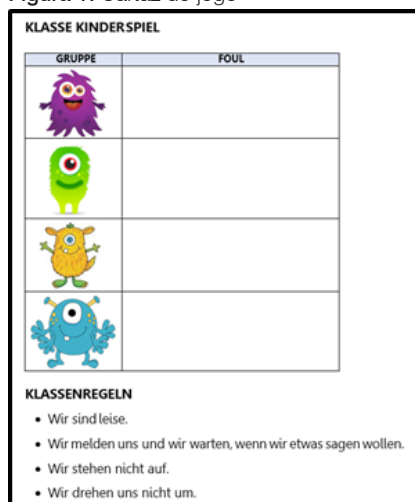 KLASSE KINDERSPIEL
GRUPPE FOUL
KLASSENREGELN
• Wir sind leise.
• Wir melden uns und wir warten, wenn wir etwas sagen wollen.
• Wir stehen nicht auf.
• Wir drehen uns nicht um.